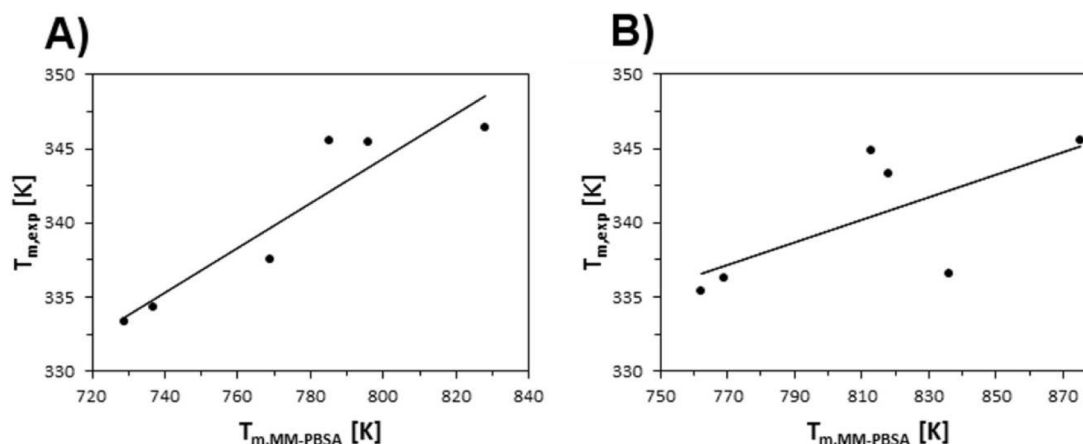 A)
350
345
340
335
330
T_m,exp [K]
720 740 760 780 800 820 840
T_m,MM-PBSA [K]
B)
350
345
340
335
330
T_m,exp [K]
750 770 790 810 830 850 870
T_m,MM-PBSA [K]